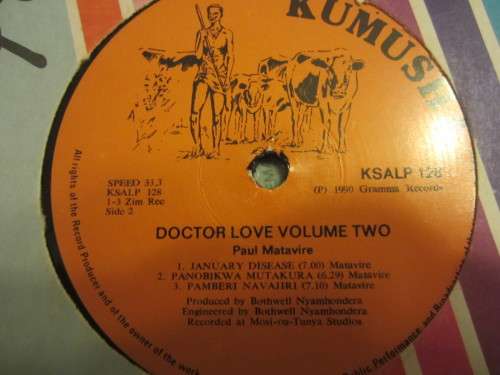 KUMUSH
SPEED 33,3
KSALP 128
1-3 Zim Rec
Side 2
KSALP 128
(P) 1990 Gramma Records
DOCTOR LOVE VOLUME TWO
Paul Matavire
1. JANUARY DISEASE (7.00) Matavire
2. PANOBIKWA MUTAKURA (6.29) Matavire
3. PAMBERI NAVAJIRI (7.10) Matavire
Produced by Bothwell Nyamhondera
Engineered by Bothwell Nyamhondera
Recorded at Mosi-oa-Tunya Studios
All rights of the Record Producer and of the owner of the work
Public Performance, and